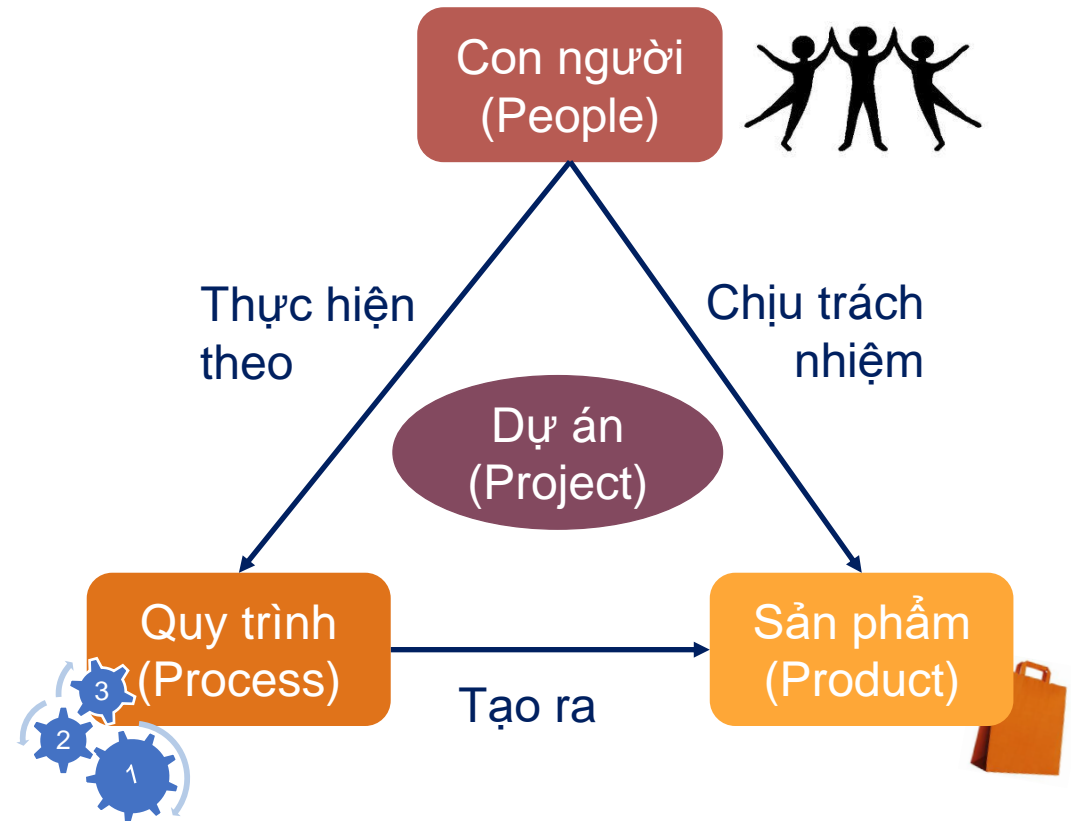 Con người
(People)
Thực hiện
theo
Chịu trách
nhiệm
Dự án
(Project)
Quy trình
(Process)
Sản phẩm
(Product)
Tạo ra
3
2
1